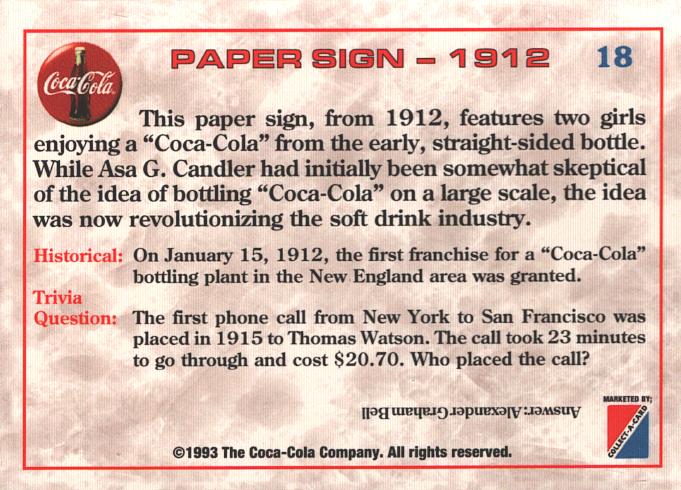 Coca-Cola
PAPER SIGN – 1912
18
This paper sign, from 1912, features two girls
enjoying a “Coca-Cola” from the early, straight-sided bottle.
While Asa G. Candler had initially been somewhat skeptical
of the idea of bottling “Coca-Cola” on a large scale, the idea
was now revolutionizing the soft drink industry.
Historical: On January 15, 1912, the first franchise for a “Coca-Cola”
bottling plant in the New England area was granted.
Trivia
Question: The first phone call from New York to San Francisco was
placed in 1915 to Thomas Watson. The call took 23 minutes
to go through and cost $20.70. Who placed the call?
Answer: Alexander Graham Bell
MARKETED BY;
COLLECT-A-CARD
©1993 The Coca-Cola Company. All rights reserved.